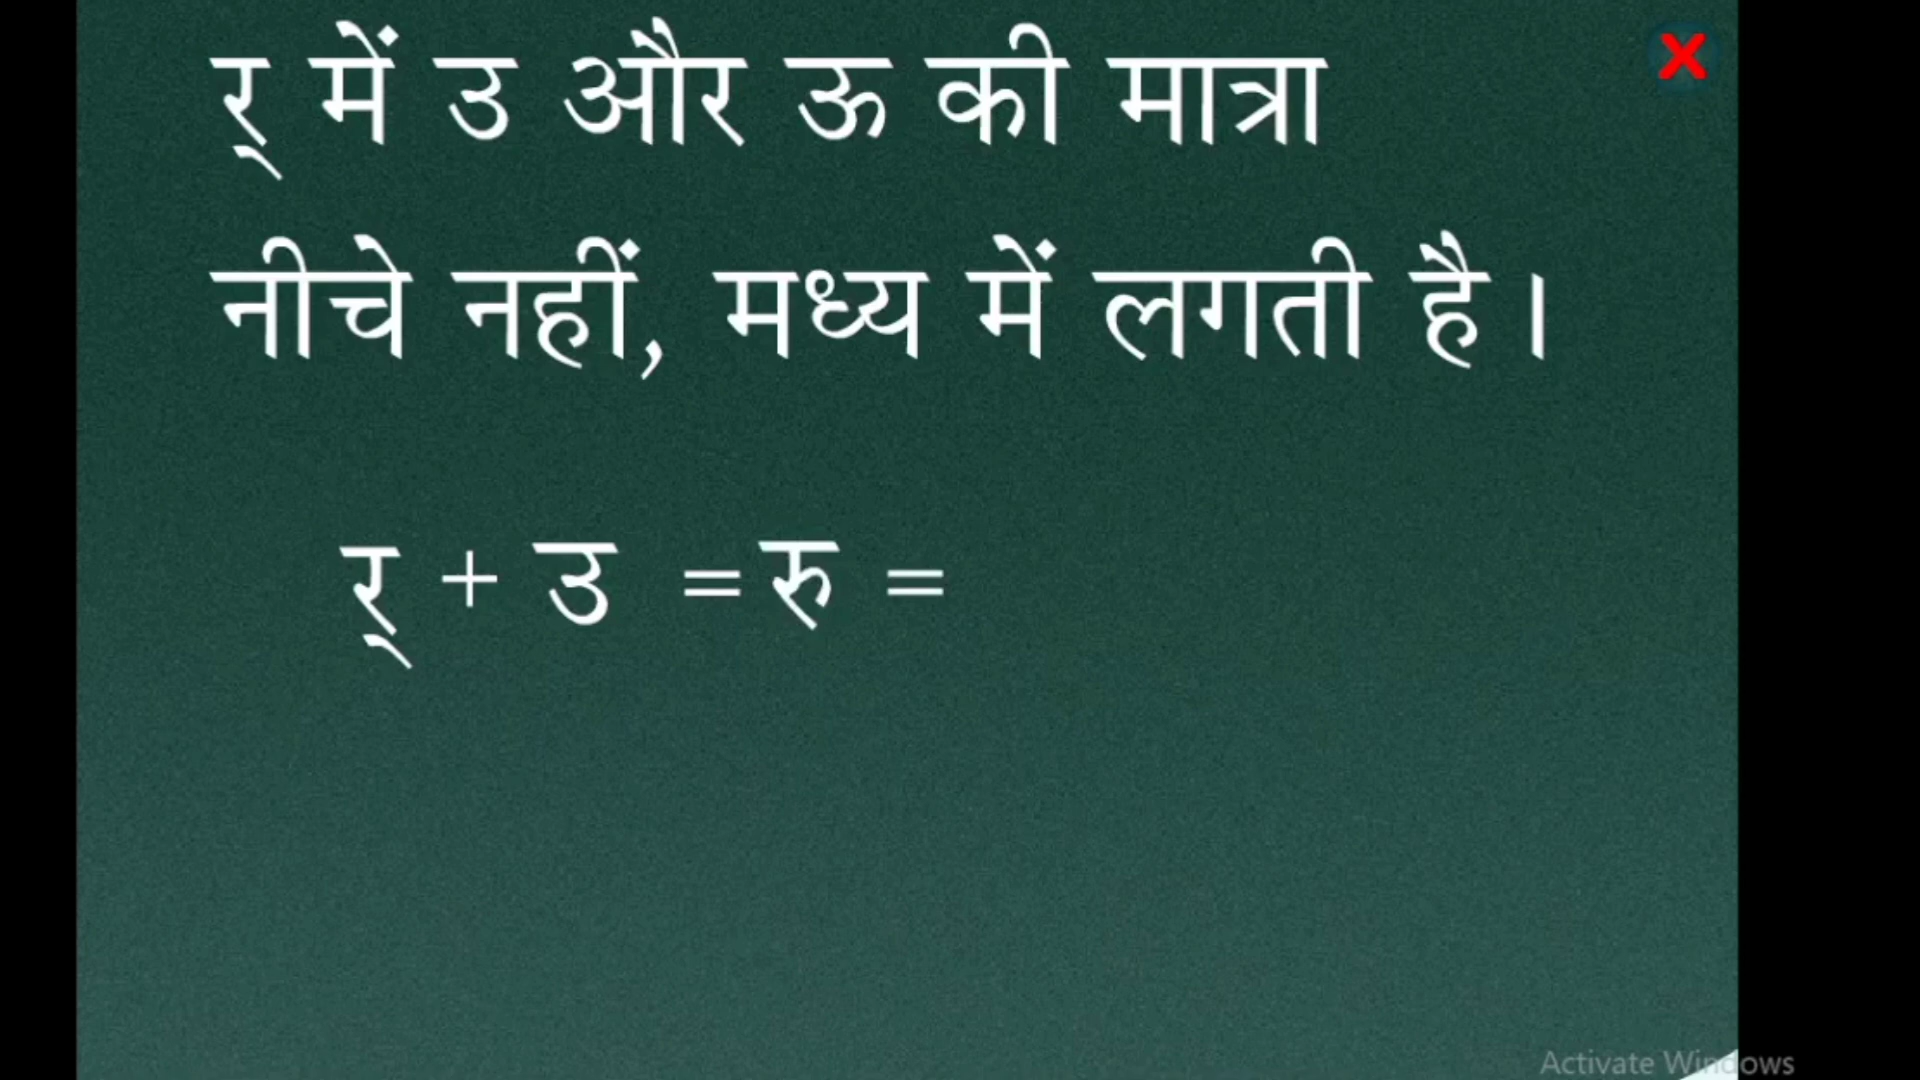 र् में उ और ऊ की मात्रा
नीचे नहीं, मध्य में लगती है।
र् + उ = रु =
Activate Windows